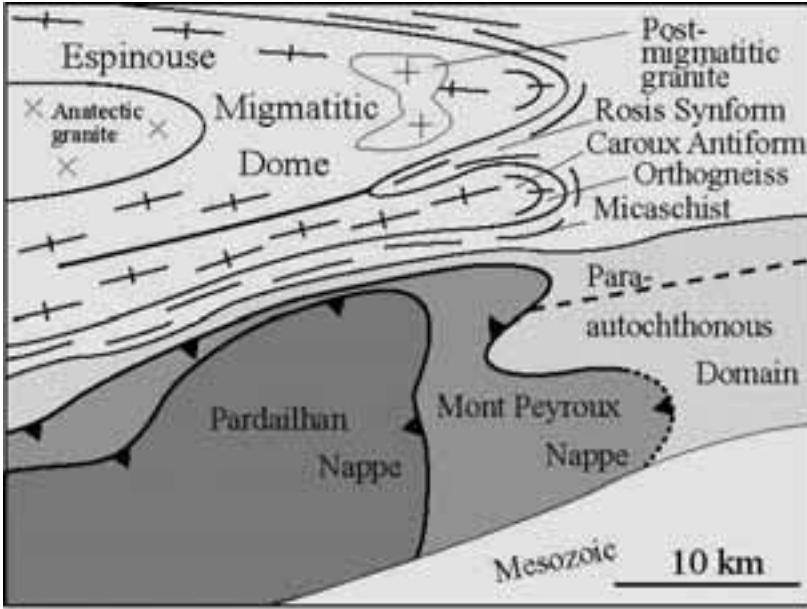 Espinouse
Migmatitic
Dome
Anatectic
granite
Post-
migmatitic
granite
Rosis Synform
Caroux Antiform
Orthogneiss
Micaschist
Para-
autochthonous
Domain
Pardailhan
Nappe
Mont Peyroux
Nappe
Mesozoic
10 km